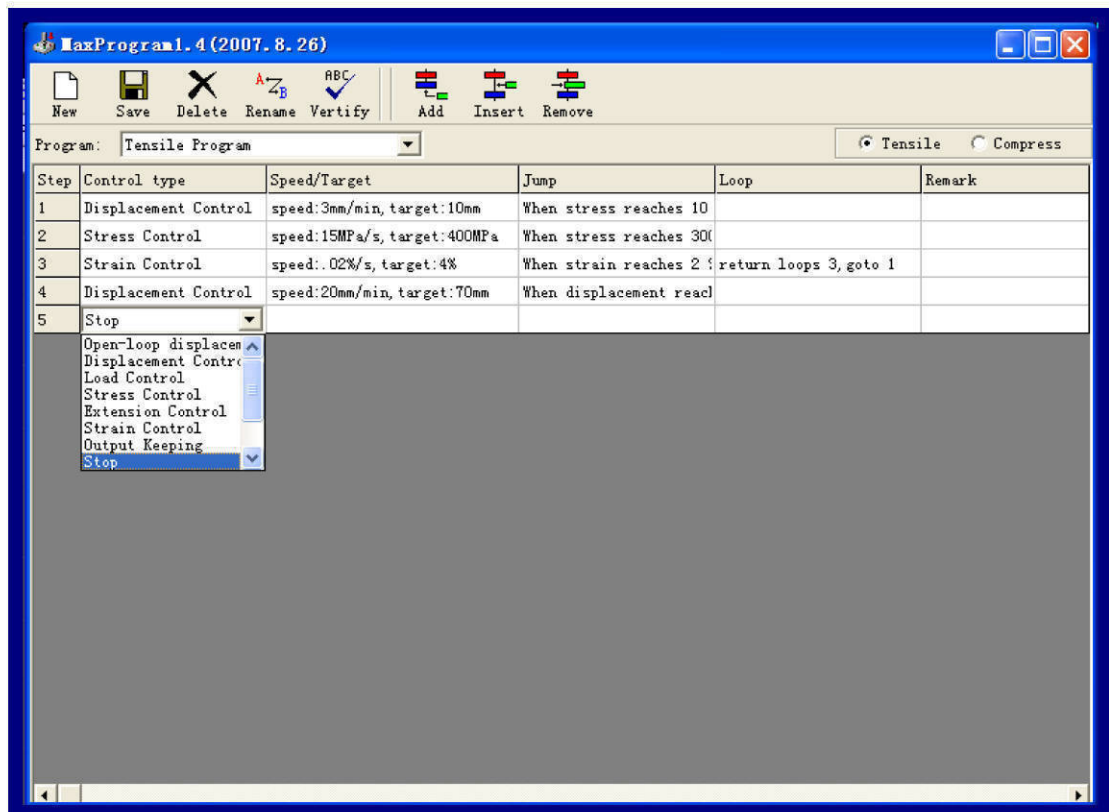 MaxProgram1.4(2007.8.26)
New Save Delete Rename Vertify Add Insert Remove
A Z B ABC
Program: Tensile Program Tensile Compress
Step Control type Speed/Target Jump Loop Remark
1 Displacement Control speed:3mm/min, target:10mm When stress reaches 10
2 Stress Control speed:15MPa/s, target:400MPa When stress reaches 300
3 Strain Control speed:.02%/s, target:4% When strain reaches 2 return loops 3, goto 1
4 Displacement Control speed:20mm/min, target:70mm When displacement reach
5 Stop
Open-loop displacem
Displacement Contro
Load Control
Stress Control
Extension Control
Strain Control
Output Keeping
Stop